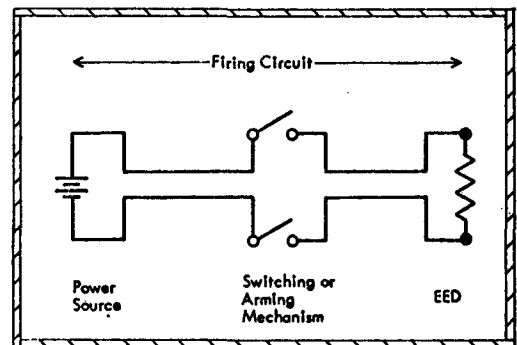 Firing Circuit
Power
Source
Switching or
Arming
Mechanism
EED